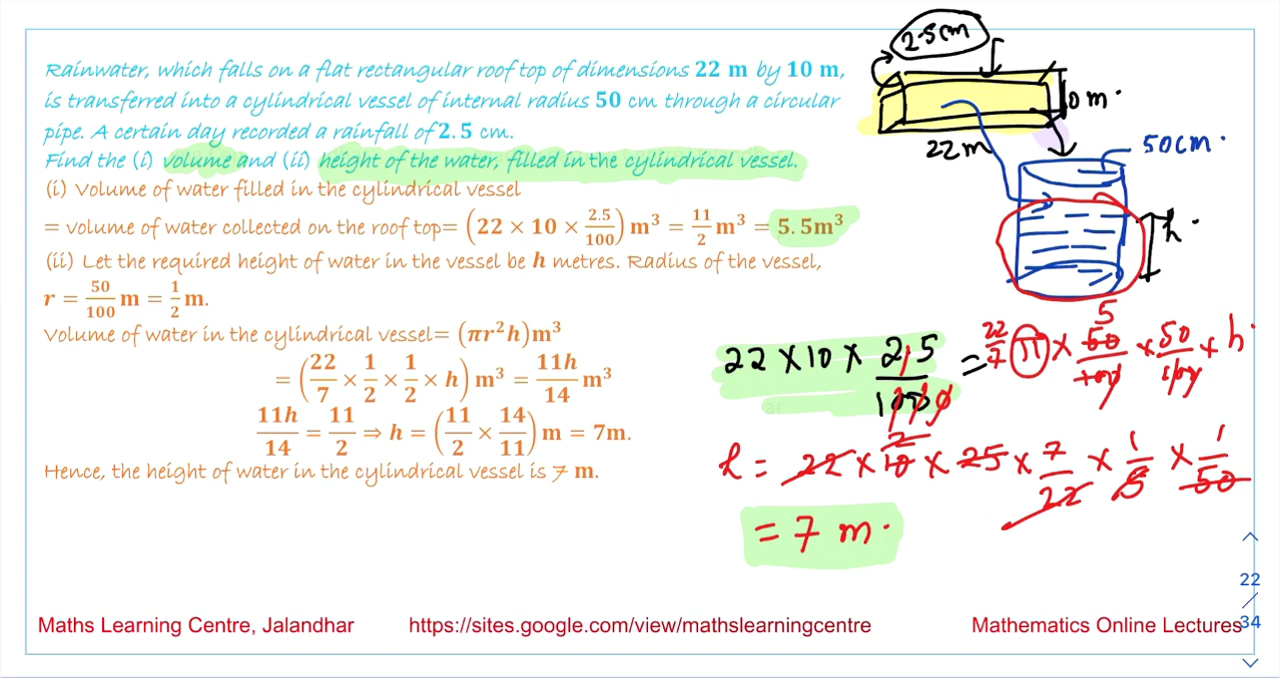 Rainwater, which falls on a flat rectangular roof top of dimensions 22 m by 10 m,
is transferred into a cylindrical vessel of internal radius 50 cm through a circular
pipe. A certain day recorded a rainfall of 2.5 cm.
Find the (i) volume and (ii) height of the water, filled in the cylindrical vessel.
(i) Volume of water filled in the cylindrical vessel
= volume of water collected on the roof top= (22 × 10 × 2.5/100) m³ = 11/2 m³ = 5.5m³
(ii) Let the required height of water in the vessel be h metres. Radius of the vessel,
r = 50/100 m = 1/2 m.
Volume of water in the cylindrical vessel= (πr²h)m³
= (22/7 × 1/2 × 1/2 × h) m³ = 11h/14 m³
11h/14 = 11/2 ⇒ h = (11/2 × 14/11) m = 7m.
Hence, the height of water in the cylindrical vessel is 7 m.
2.5cm
0 m.
22m
50cm.
h.
22 × 10 × 2.5/100 = 22/7 π × 50/100 × 50/100 × h.
5
h = 22 × 10 × 25 × 7/22 × 1/5 × 1/50
2
= 7 m.
22
/
34
Maths Learning Centre, Jalandhar
https://sites.google.com/view/mathslearningcentre
Mathematics Online Lectures